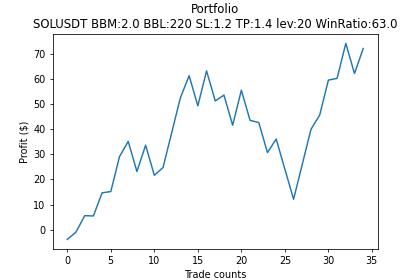 Portfolio
SOLUSDT BBM:2.0 BBL:220 SL:1.2 TP:1.4 lev:20 WinRatio:63.0
70
60
50
40
30
20
10
0
Profit ($)
0 5 10 15 20 25 30 35
Trade counts